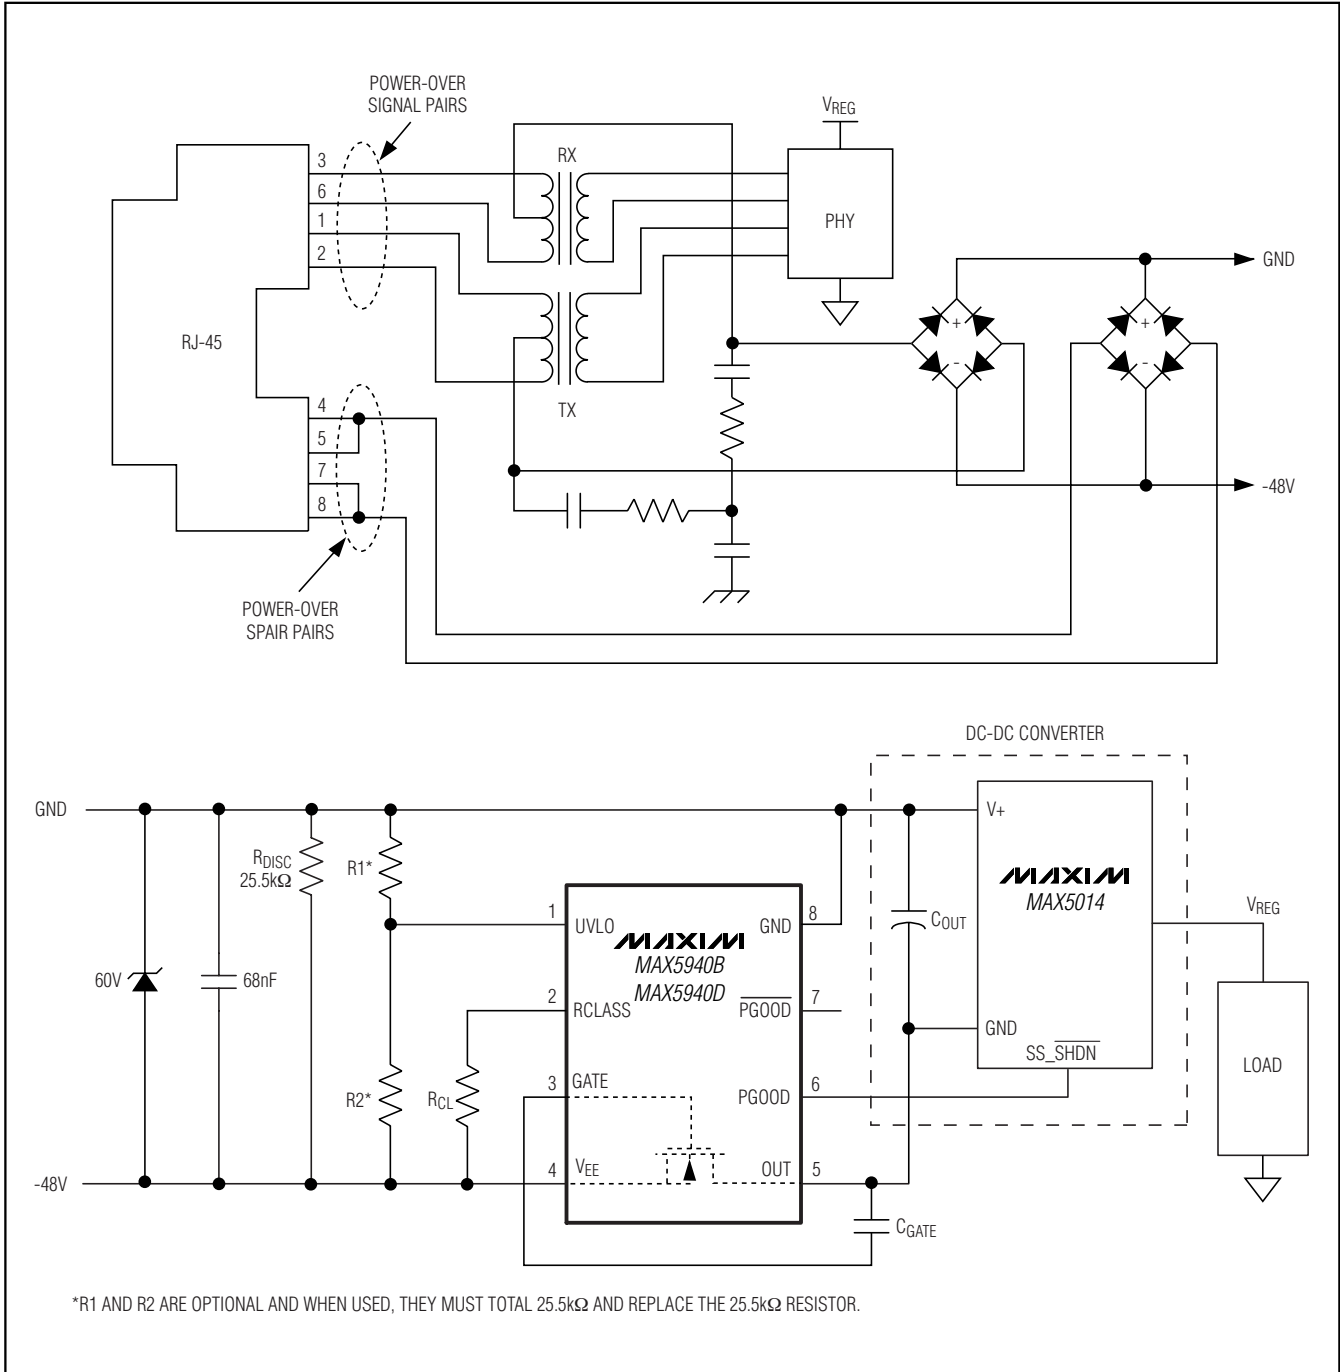 POWER-OVER
SIGNAL PAIRS
VREG
RX
3
6
1
2
PHY
GND
+
+
RJ-45
-
-
4
TX
5
7
8
-48V
POWER-OVER
SPAIR PAIRS
DC-DC CONVERTER
GND
V+
RDISC
25.5kΩ
R1*
MAXIM
MAX5014
1
UVLO
GND
8
COUT
VREG
MAXIM
MAX5940B
MAX5940D
60V
68nF
2
RCLASS
PGOOD
7
GND
SS_SHDN
LOAD
3
GATE
R2*
RCL
PGOOD
6
-48V
4
VEE
OUT
5
CGATE
*R1 AND R2 ARE OPTIONAL AND WHEN USED, THEY MUST TOTAL 25.5kΩ AND REPLACE THE 25.5kΩ RESISTOR.